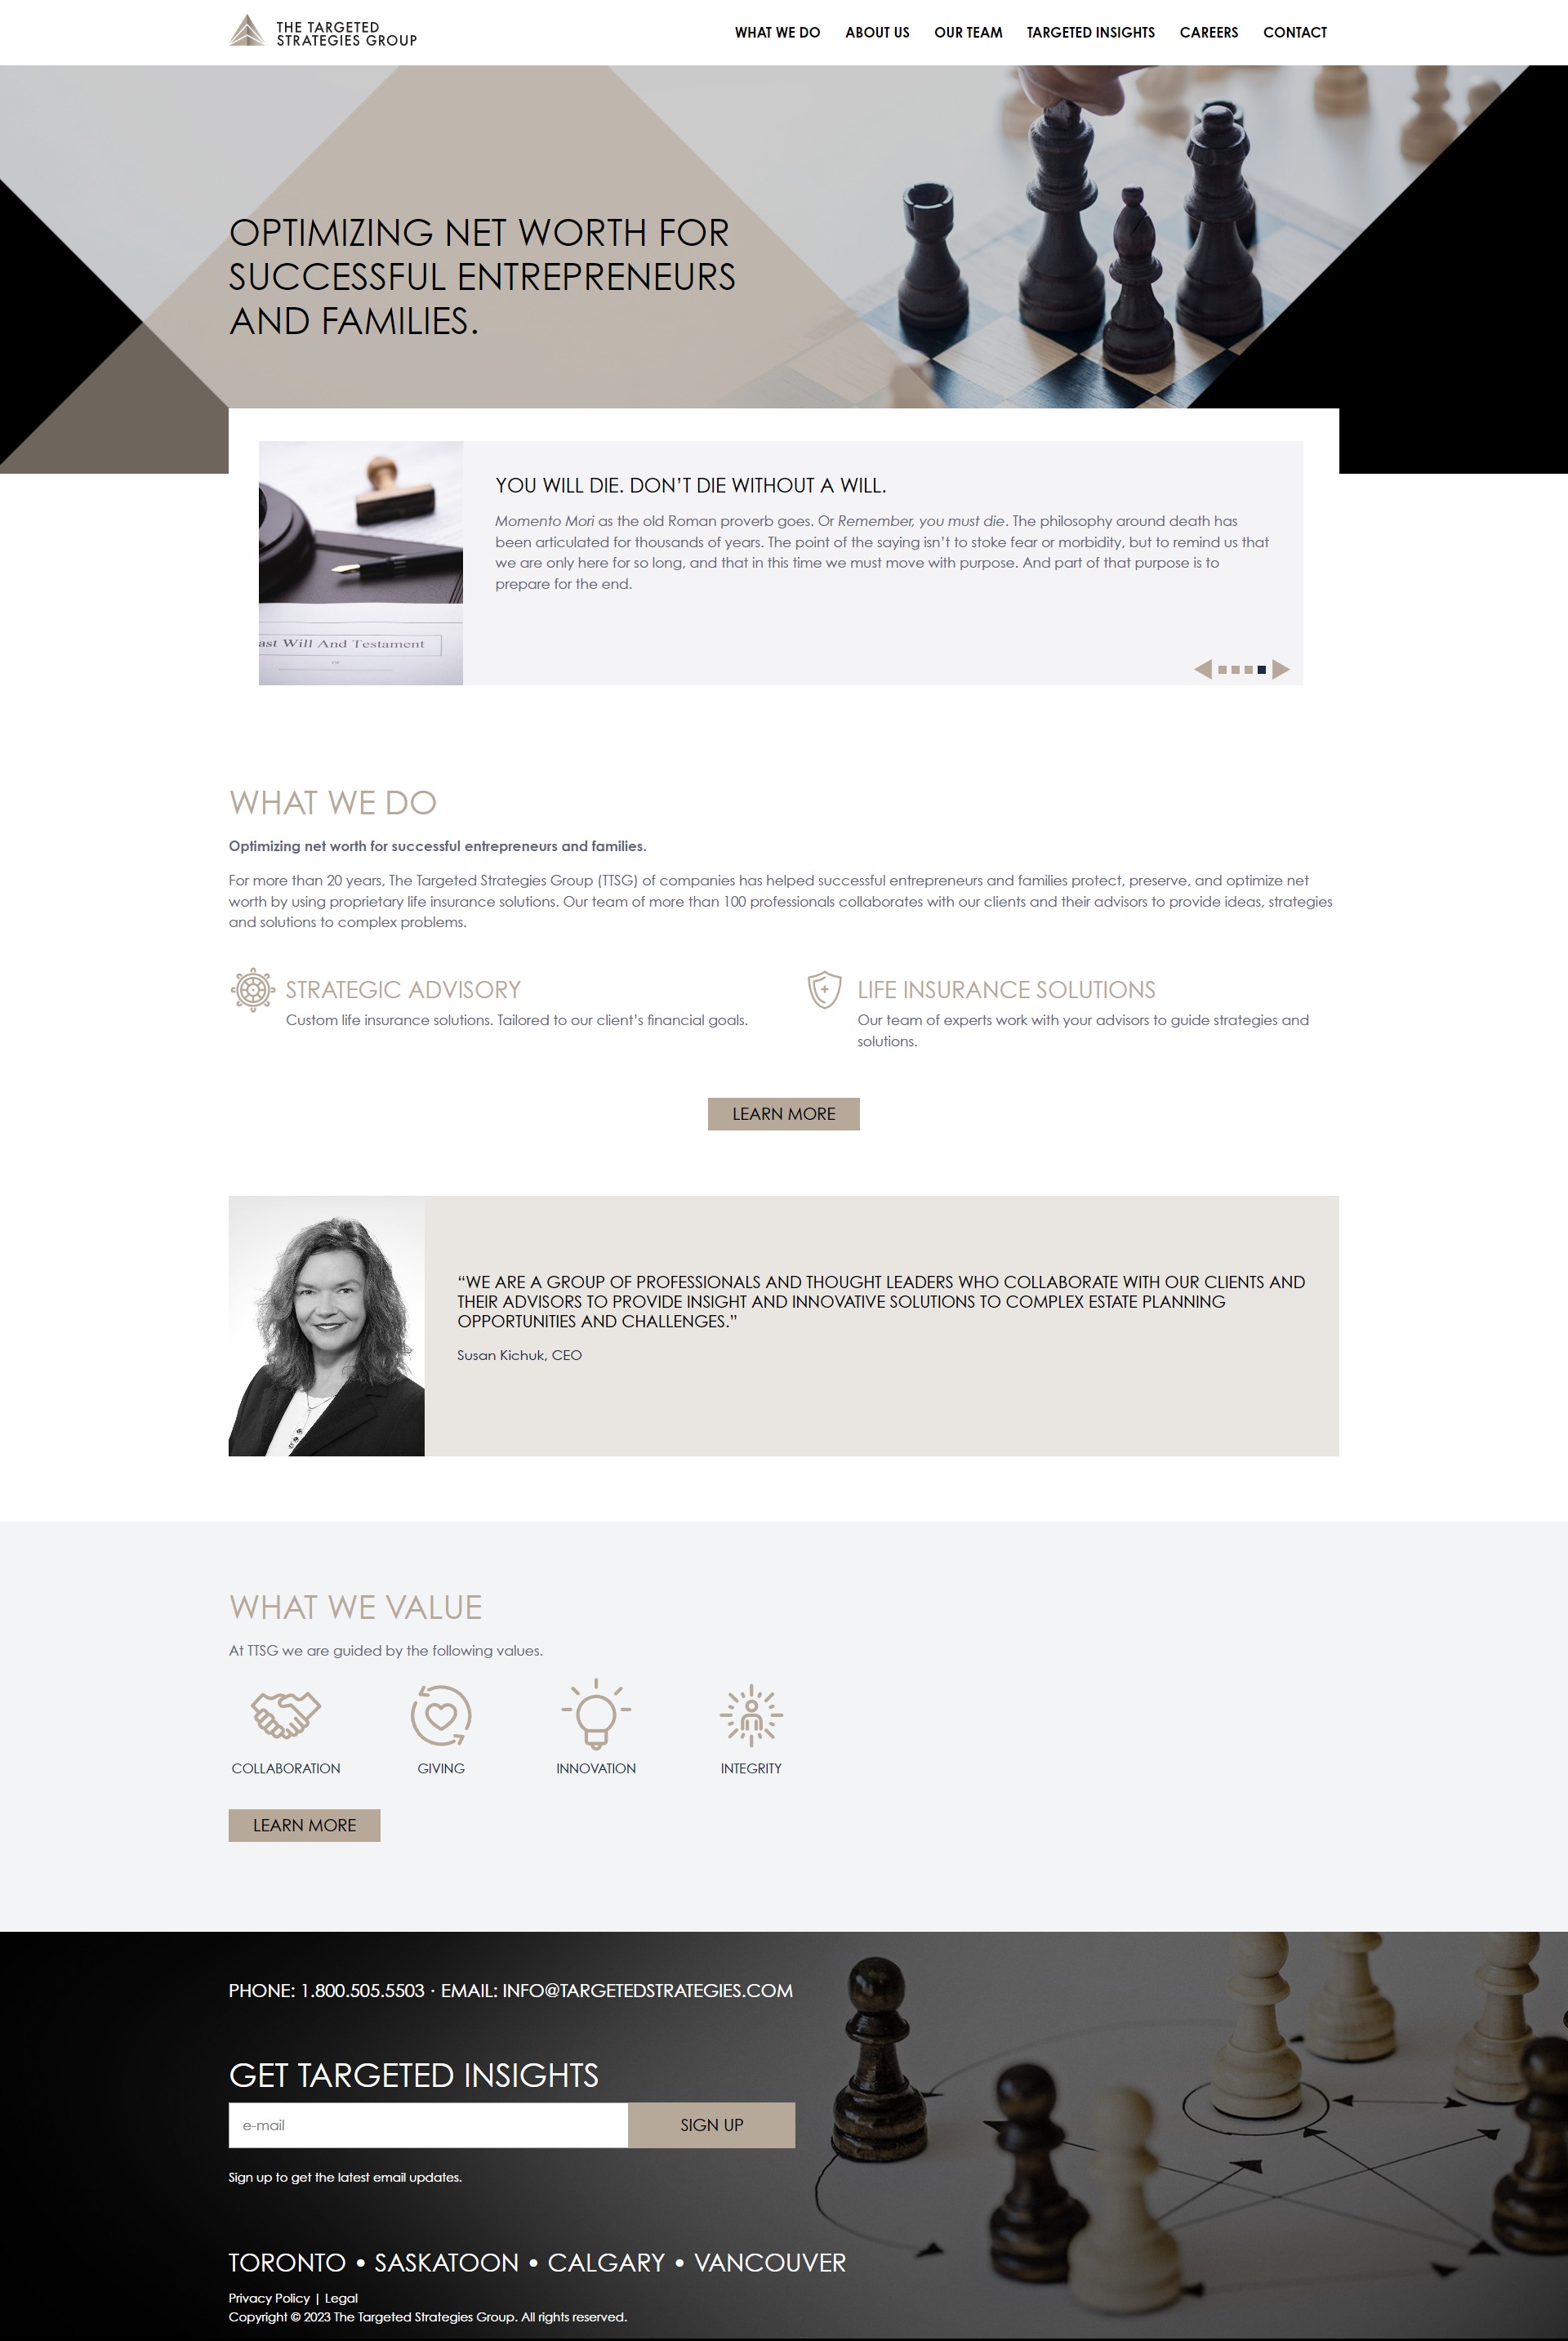 THE TARGETED
STRATEGIES GROUP
WHAT WE DO
ABOUT US
OUR TEAM
TARGETED INSIGHTS
CAREERS
CONTACT
OPTIMIZING NET WORTH FOR
SUCCESSFUL ENTREPRENEURS
AND FAMILIES.
ast Will And Testament
OF
YOU WILL DIE. DON’T DIE WITHOUT A WILL.
Momento Mori as the old Roman proverb goes. Or Remember, you must die. The philosophy around death has
been articulated for thousands of years. The point of the saying isn’t to stoke fear or morbidity, but to remind us that
we are only here for so long, and that in this time we must move with purpose. And part of that purpose is to
prepare for the end.
WHAT WE DO
Optimizing net worth for successful entrepreneurs and families.
For more than 20 years, The Targeted Strategies Group (TTSG) of companies has helped successful entrepreneurs and families protect, preserve, and optimize net
worth by using proprietary life insurance solutions. Our team of more than 100 professionals collaborates with our clients and their advisors to provide ideas, strategies
and solutions to complex problems.
STRATEGIC ADVISORY
Custom life insurance solutions. Tailored to our client’s financial goals.
LIFE INSURANCE SOLUTIONS
Our team of experts work with your advisors to guide strategies and
solutions.
LEARN MORE
“WE ARE A GROUP OF PROFESSIONALS AND THOUGHT LEADERS WHO COLLABORATE WITH OUR CLIENTS AND
THEIR ADVISORS TO PROVIDE INSIGHT AND INNOVATIVE SOLUTIONS TO COMPLEX ESTATE PLANNING
OPPORTUNITIES AND CHALLENGES.”
Susan Kichuk, CEO
WHAT WE VALUE
At TTSG we are guided by the following values.
COLLABORATION
GIVING
INNOVATION
INTEGRITY
LEARN MORE
PHONE: 1.800.505.5503 · EMAIL: INFO@TARGETEDSTRATEGIES.COM
GET TARGETED INSIGHTS
e-mail
SIGN UP
Sign up to get the latest email updates.
TORONTO • SASKATOON • CALGARY • VANCOUVER
Privacy Policy | Legal
Copyright © 2023 The Targeted Strategies Group. All rights reserved.